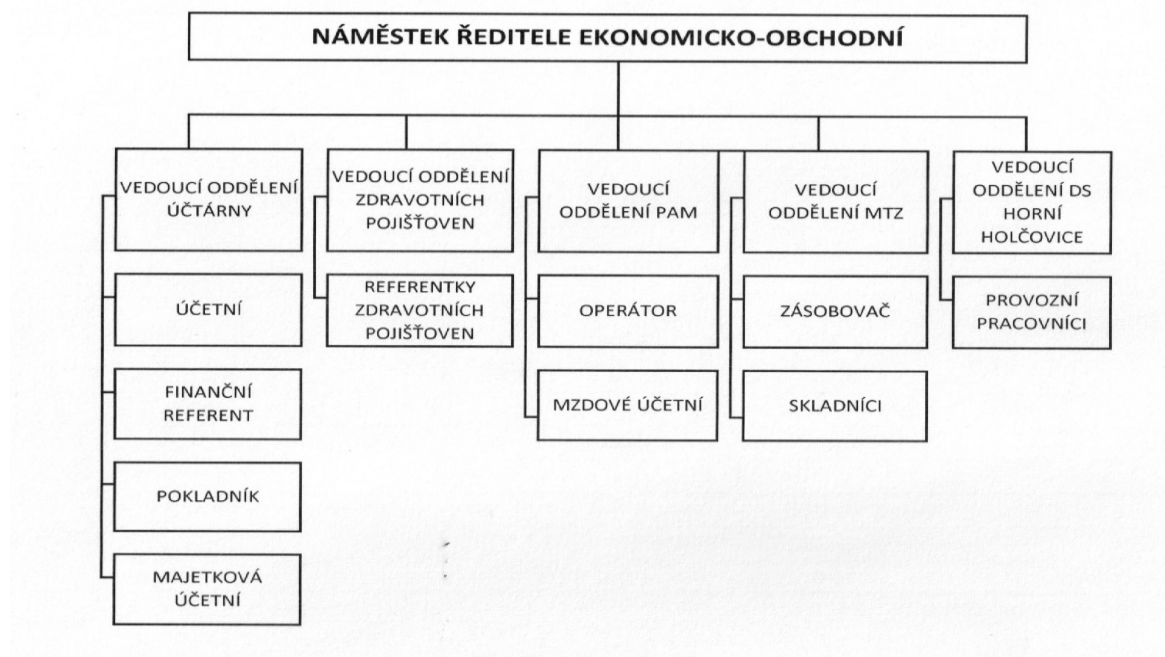 NÁMĚSTEK ŘEDITELE EKONOMICKO-OBCHODNÍ
VEDOUCÍ ODDĚLENÍ
ÚČTÁRNY
ÚČETNÍ
FINANČNÍ
REFERENT
POKLADNÍK
MAJETKOVÁ
ÚČETNÍ
VEDOUCÍ ODDĚLENÍ
ZDRAVOTNÍCH
POJIŠŤOVEN
REFERENTKY
ZDRAVOTNÍCH
POJIŠŤOVEN
VEDOUCÍ
ODDĚLENÍ PAM
OPERÁTOR
MZDOVÉ ÚČETNÍ
VEDOUCÍ
ODDĚLENÍ MTZ
ZÁSOBOVAČ
SKLADNÍCI
VEDOUCÍ
ODDĚLENÍ DS
HORNÍ
HOLČOVICE
PROVOZNÍ
PRACOVNÍCI